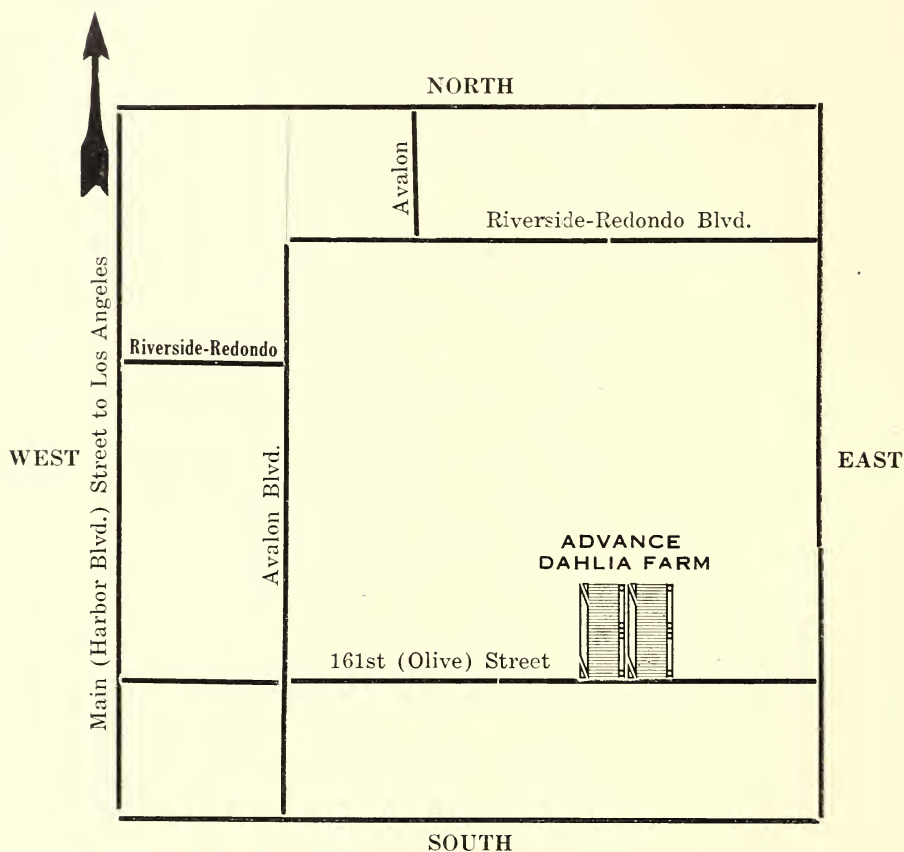 NORTH
Avalon
Riverside-Redondo Blvd.
Main (Harbor Blvd.) Street to Los Angeles
Riverside-Redondo
WEST
Avalon Blvd.
EAST
ADVANCE
DAHLIA FARM
161st (Olive) Street
SOUTH